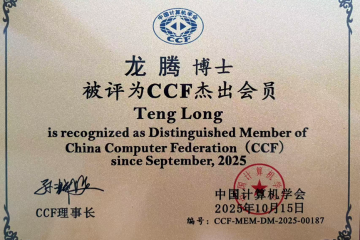 中国计算机学会
CCF
龙腾 博士
被评为CCF杰出会员
Teng Long
is recognized as Distinguished Member of
China Computer Federation (CCF)
since September, 2025
CCF理事长
中国计算机学会
2025年10月15日
编号:CCF-MEM-DM-2025-00187